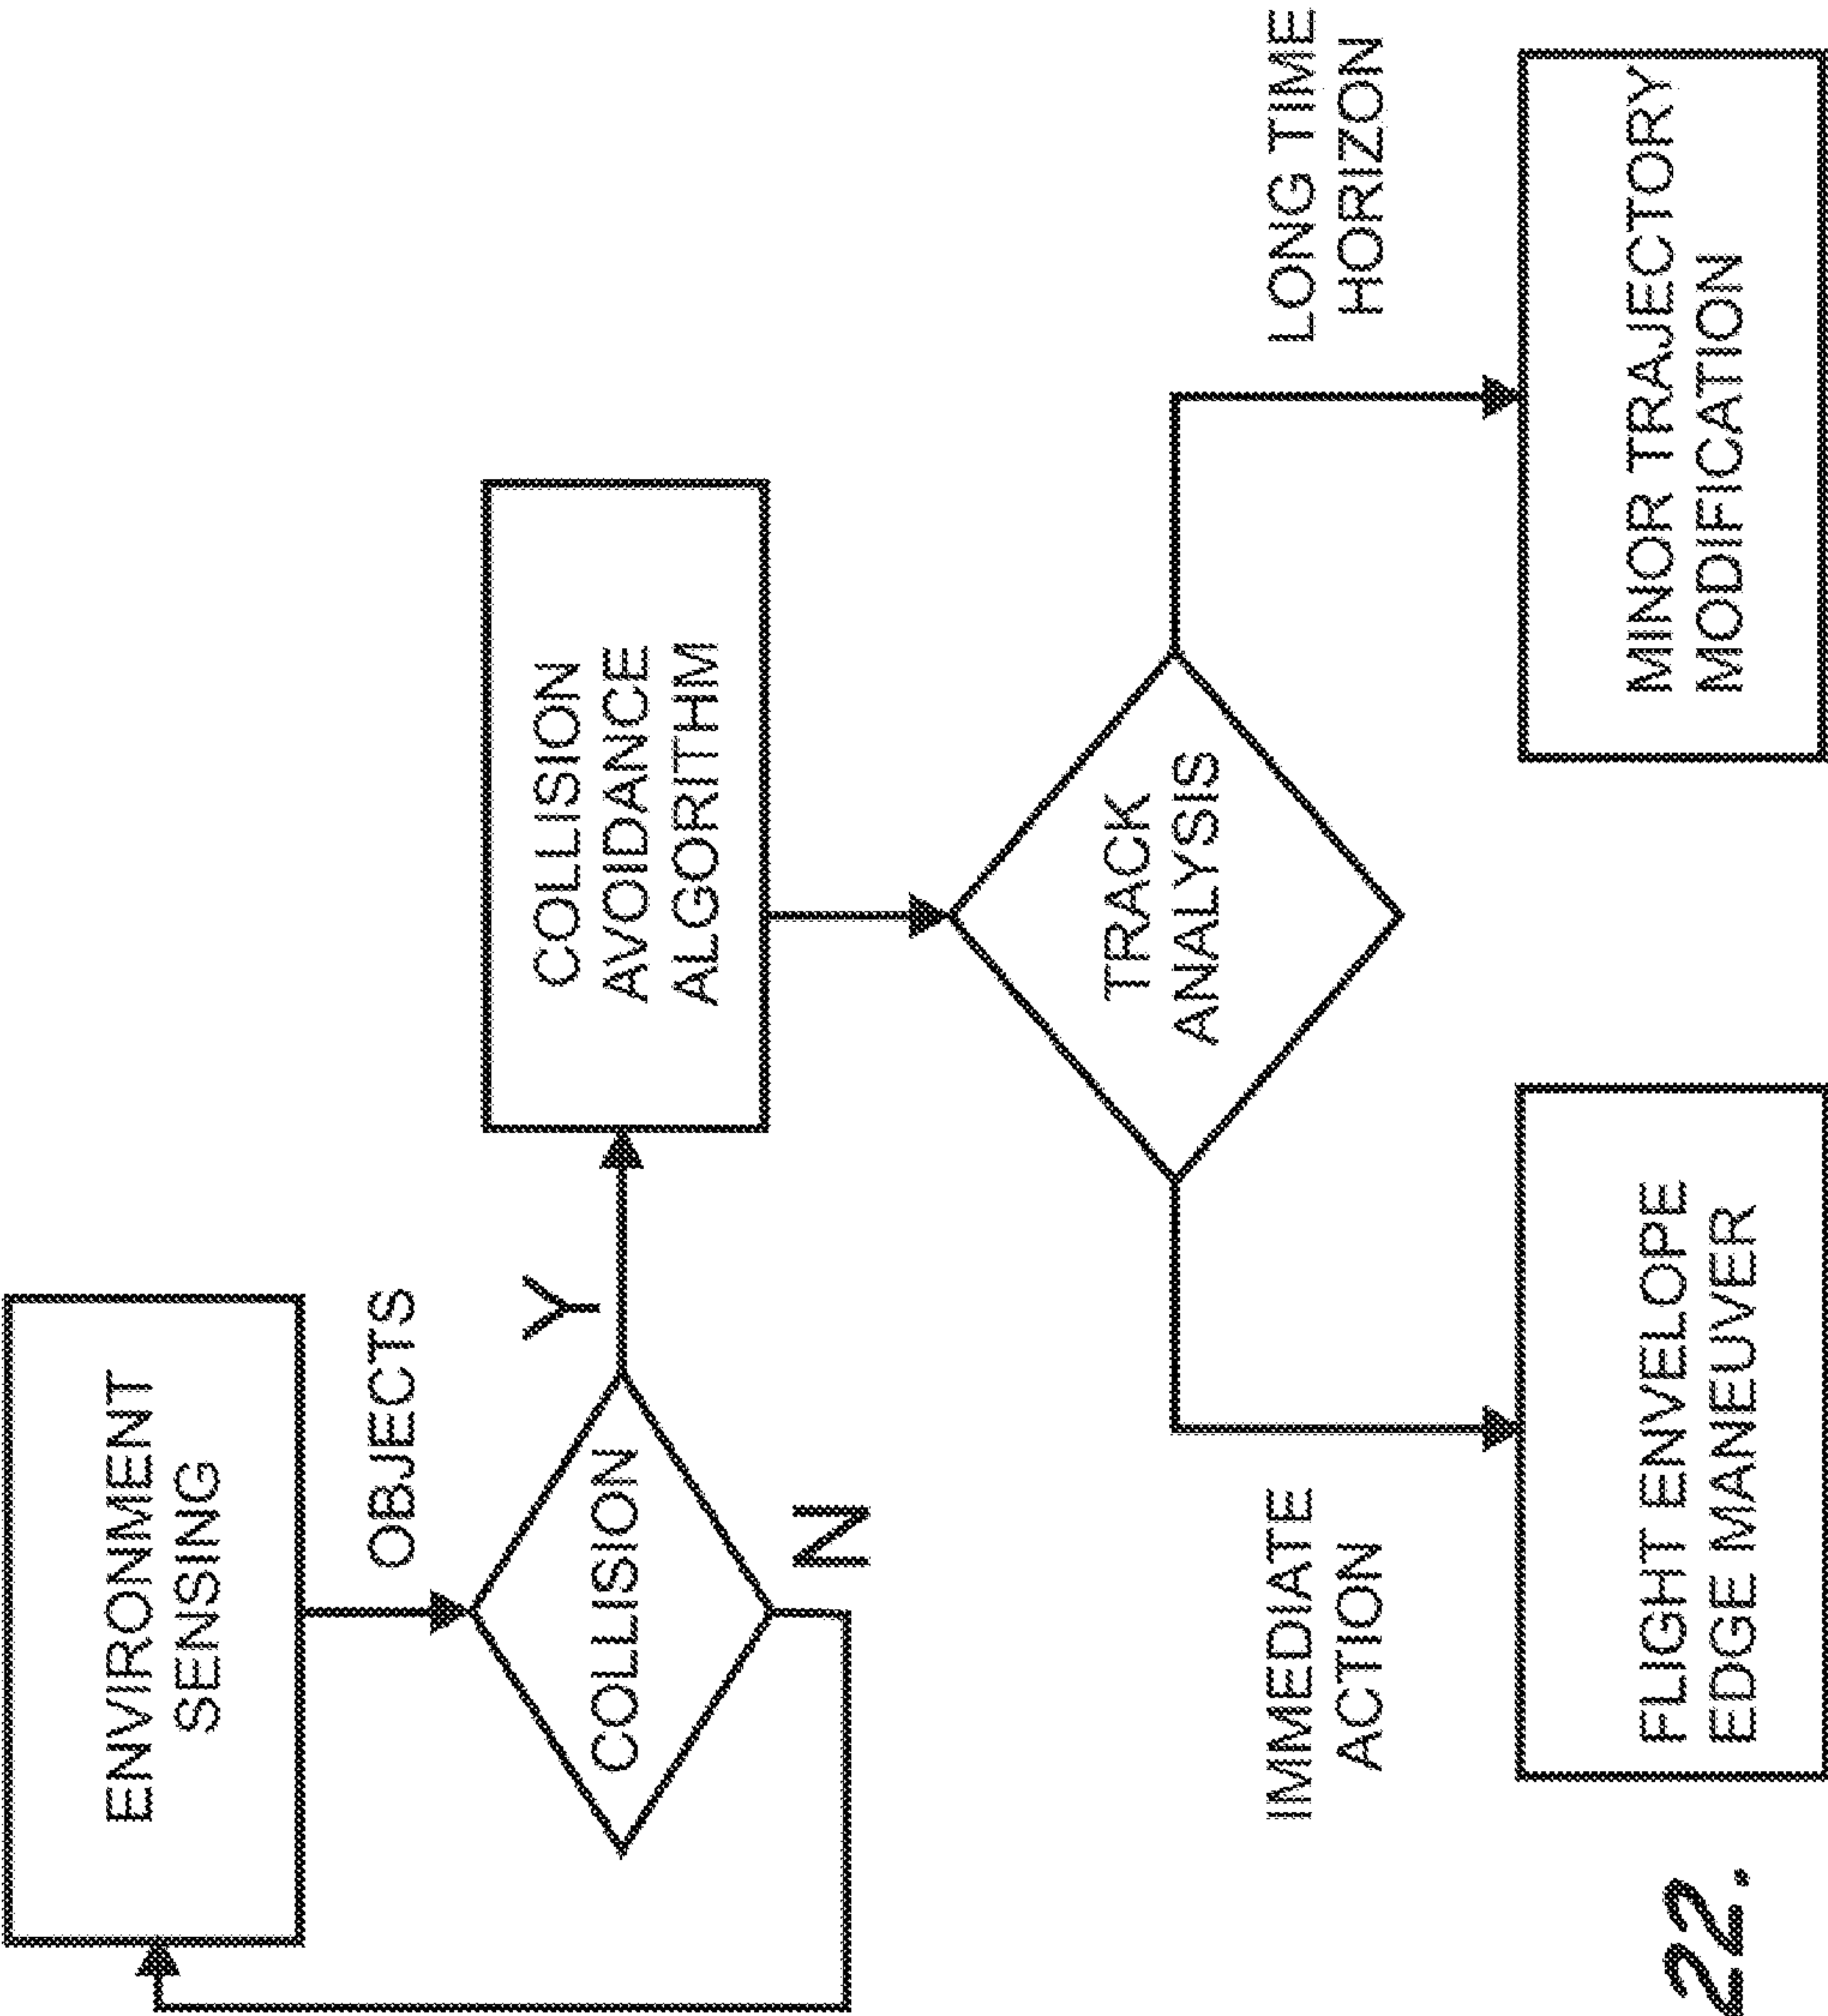 ENVIRONMENT
SENSING
OBJECTS
COLLISION
Y
N
COLLISION
AVOIDANCE
ALGORITHM
TRACK
ANALYSIS
IMMEDIATE
ACTION
LONG TIME
HORIZON
FLIGHT ENVELOPE
EDGE MANEUVER
MINOR TRAJECTORY
MODIFICATION
22.